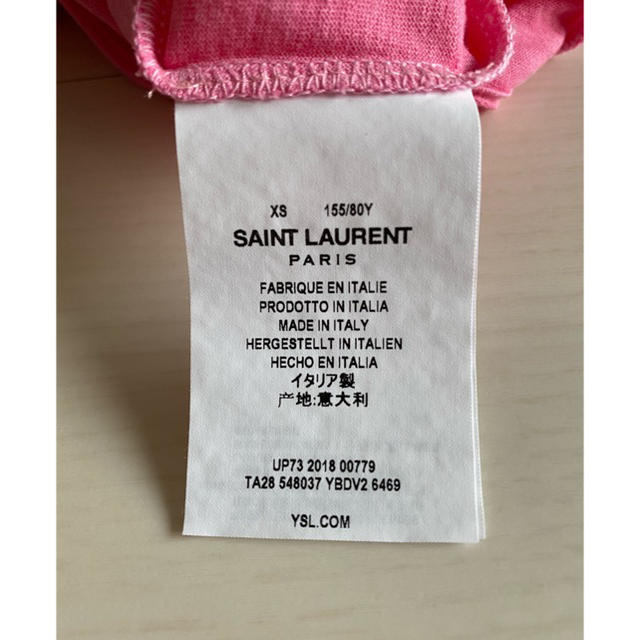 XS 155/80Y
SAINT LAURENT
PARIS
FABRIQUE EN ITALIE
PRODOTTO IN ITALIA
MADE IN ITALY
HERGESTELLT IN ITALIEN
HECHO EN ITALIA
イタリア製
产地:意大利
UP73 2018 00779
TA28 548037 YBDV2 6469
YSL.COM